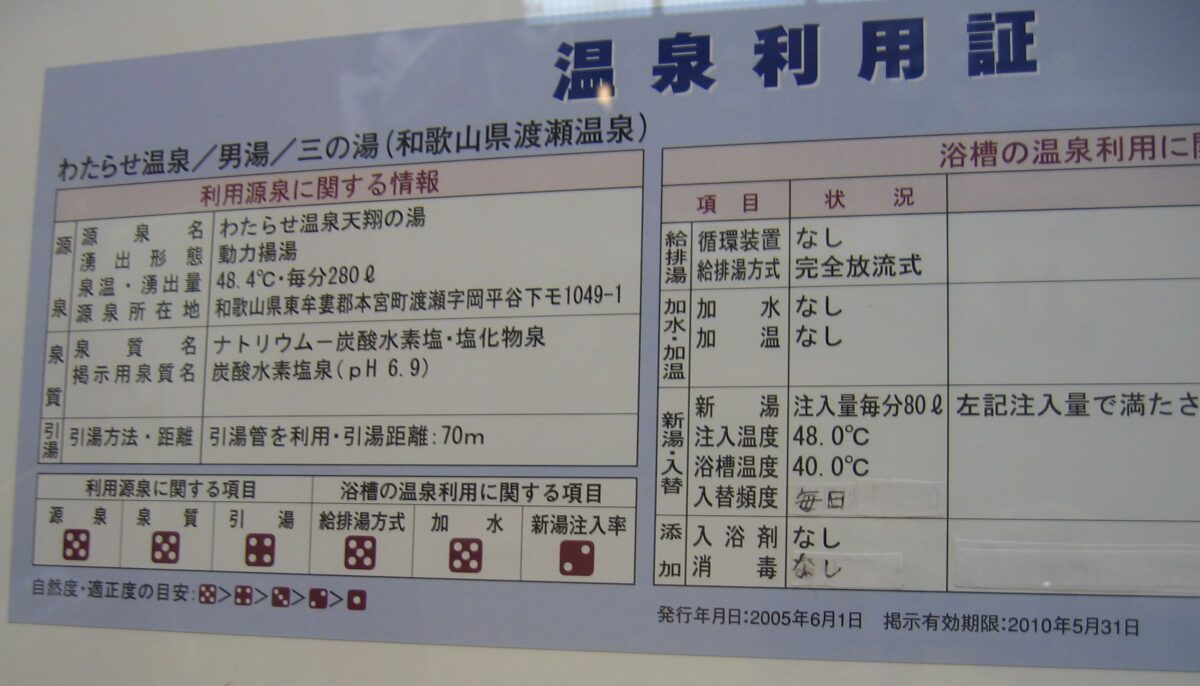 温泉利用証
わたらせ温泉／男湯／三の湯(和歌山県渡瀬温泉)
利用源泉に関する情報
源泉
源泉名 わたらせ温泉天翔の湯
湧出形態 動力揚湯
泉温・湧出量 48.4℃・毎分280ℓ
源泉所在地 和歌山県東牟婁郡本宮町渡瀬字岡平谷下モ1049-1
泉質
泉質名 ナトリウム－炭酸水素塩・塩化物泉
掲示用泉質名 炭酸水素塩泉(pH 6.9)
引湯
引湯方法・距離 引湯管を利用・引湯距離:70m
利用源泉に関する項目 浴槽の温泉利用に関する項目
源泉 泉質 引湯 給排湯方式 加水 新湯注入率
自然度・適正度の目安: > > > >
浴槽の温泉利用に
項目 状況
給排湯
循環装置 なし
給排湯方式 完全放流式
加水・加温
加水 なし
加温 なし
新湯・入替
新湯 注入量毎分80ℓ 左記注入量で満たさ
注入温度 48.0℃
浴槽温度 40.0℃
入替頻度 毎日
添加
入浴剤 なし
消毒 なし
発行年月日:2005年6月1日 掲示有効期限:2010年5月31日